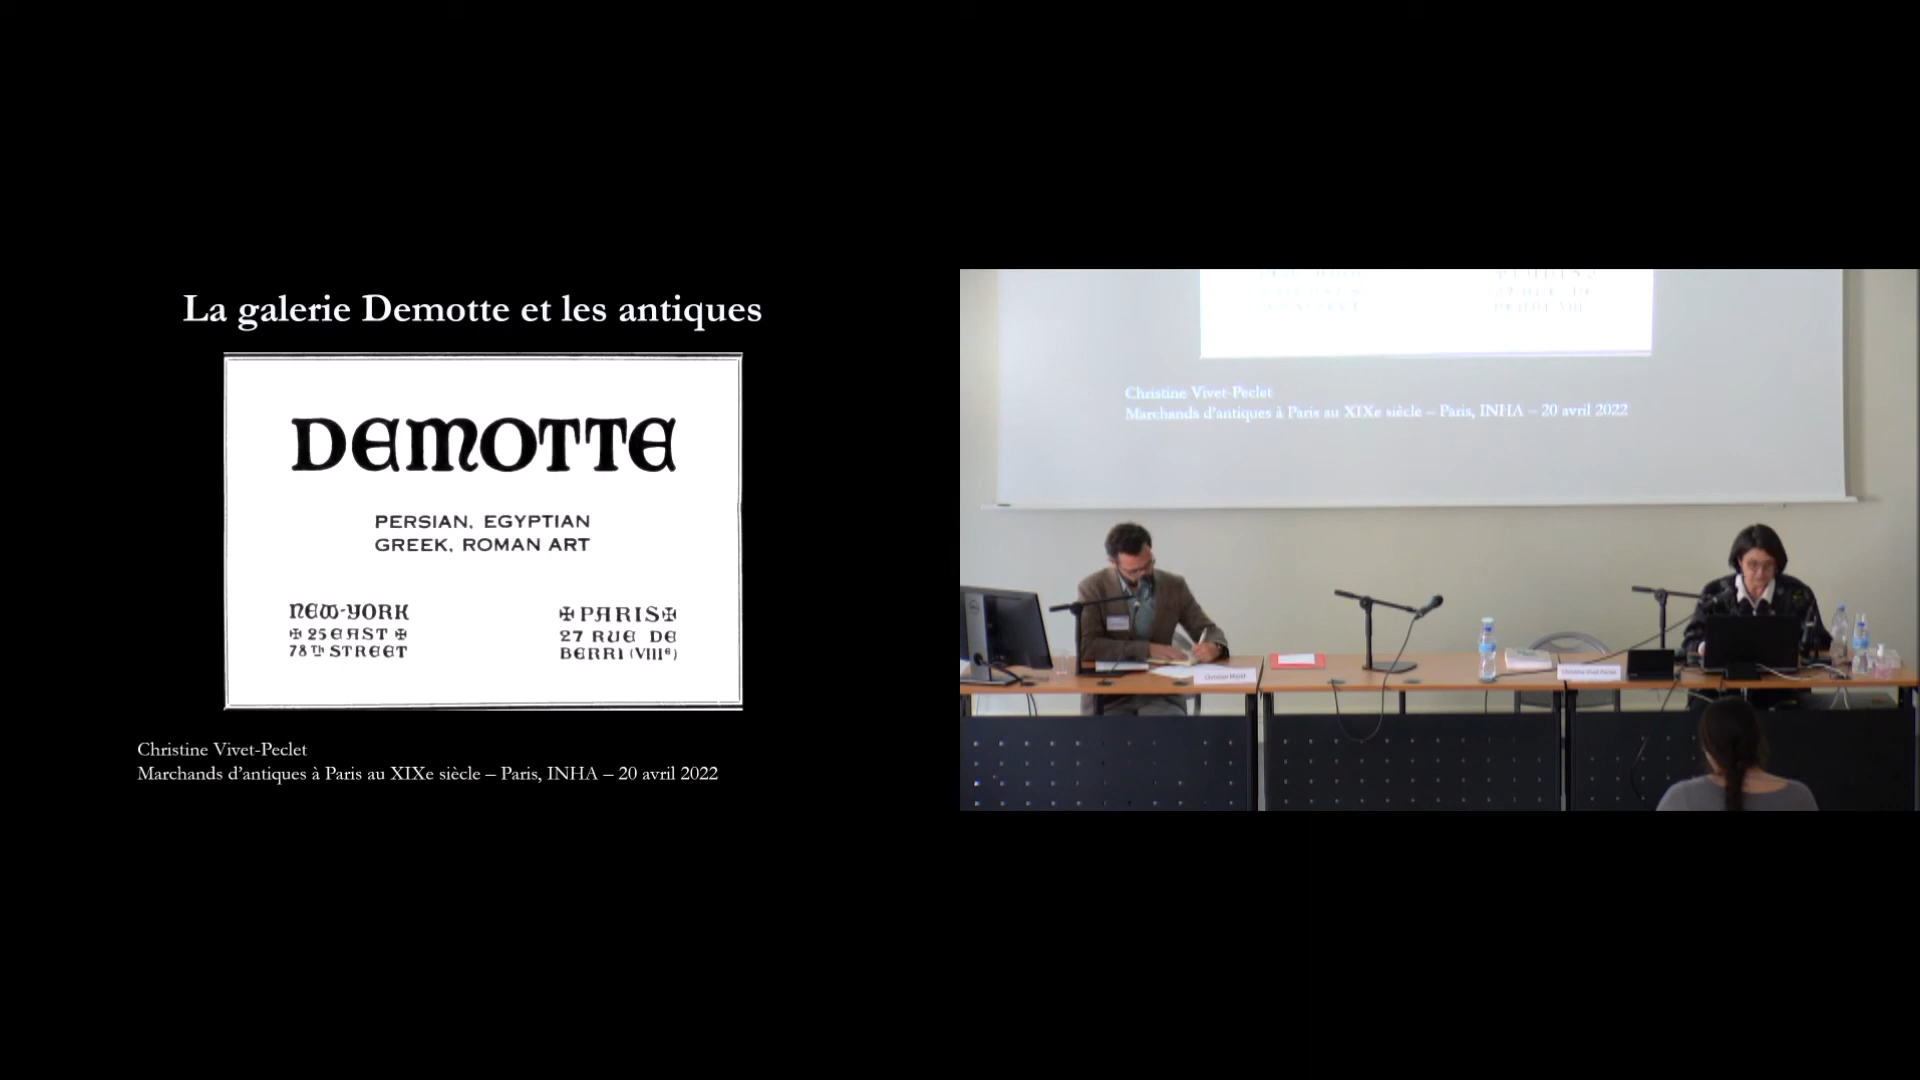 La galerie Demotte et les antiques
DEMOTTE
PERSIAN, EGYPTIAN
GREEK, ROMAN ART
NEW-YORK
✠ 25 EAST ✠
78Th STREET
✠ PARIS ✠
27 RUE DE
BERRI (VIIIe)
Christine Vivet-Peclet
Marchands d’antiques à Paris au XIXe siècle – Paris, INHA – 20 avril 2022
Christine Vivet-Peclet
Marchands d’antiques à Paris au XIXe siècle – Paris, INHA – 20 avril 2022